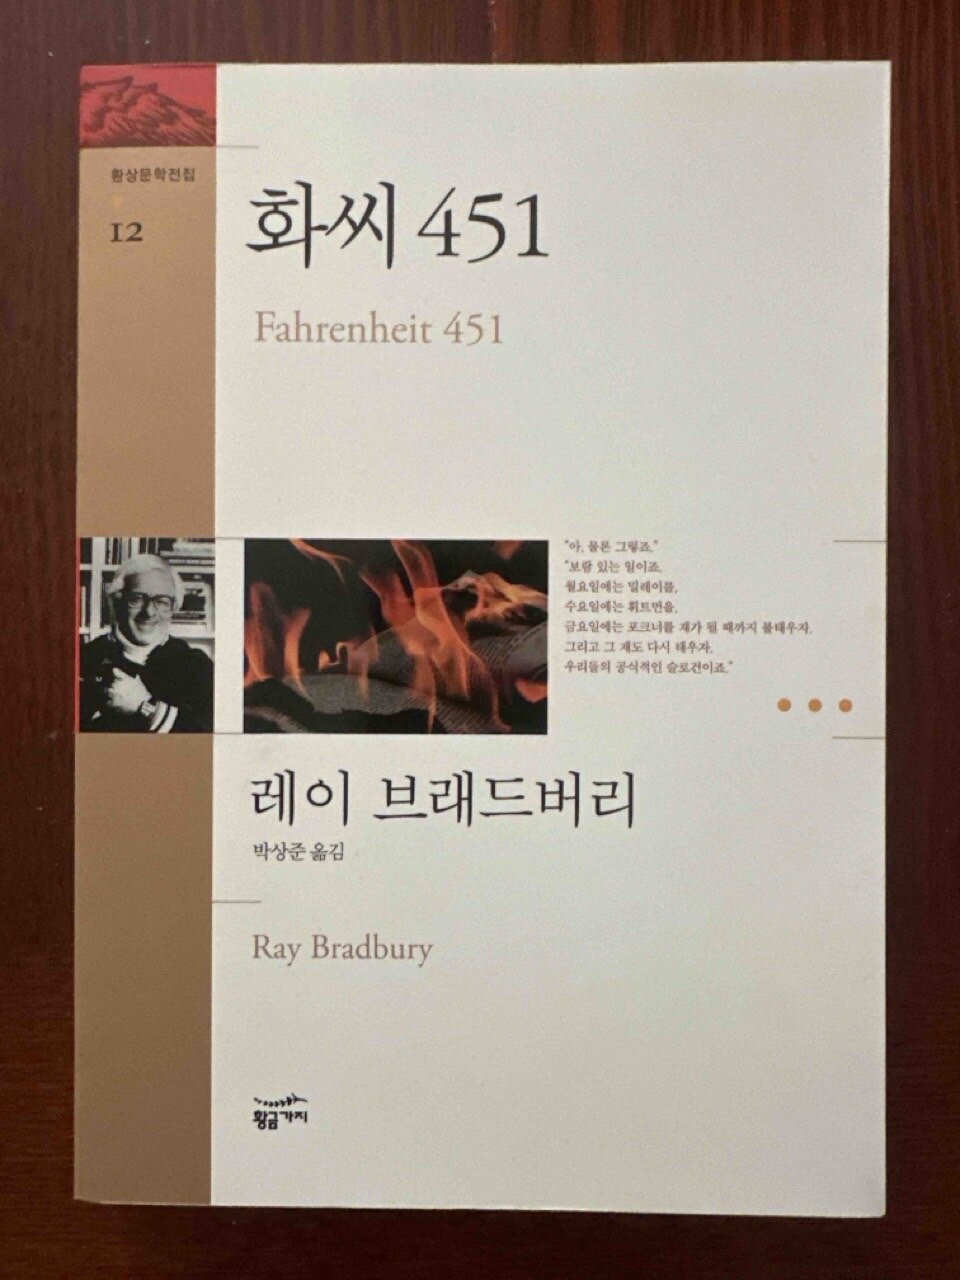 환상문학전집
12
화씨 451
Fahrenheit 451
"아, 물론 그렇죠."
"보람 있는 일이죠.
월요일에는 밀레이를,
수요일에는 휘트먼을,
금요일에는 포크너를 재가 될 때까지 불태우자.
그리고 그 재도 다시 태우자.
우리들의 공식적인 슬로건이죠."
레이 브래드버리
박상준 옮김
Ray Bradbury
황금가지